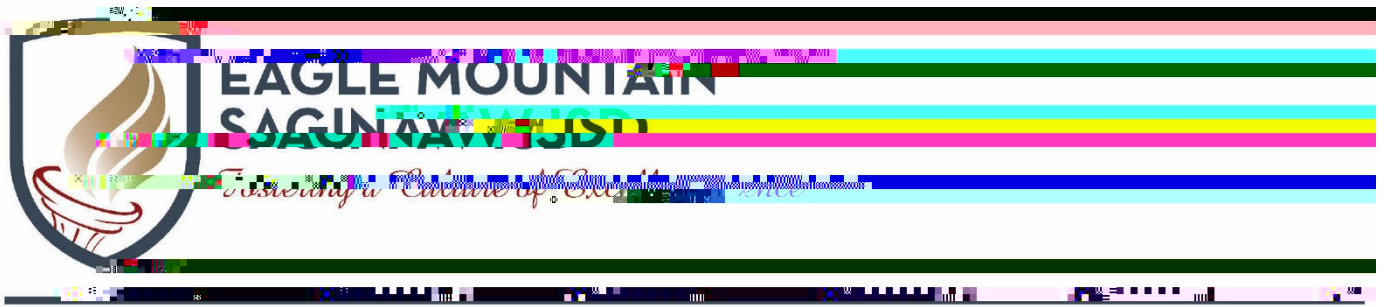 EAGLE MOUNTAIN
SAGINAW ISD
Fostering a Culture of Excellence